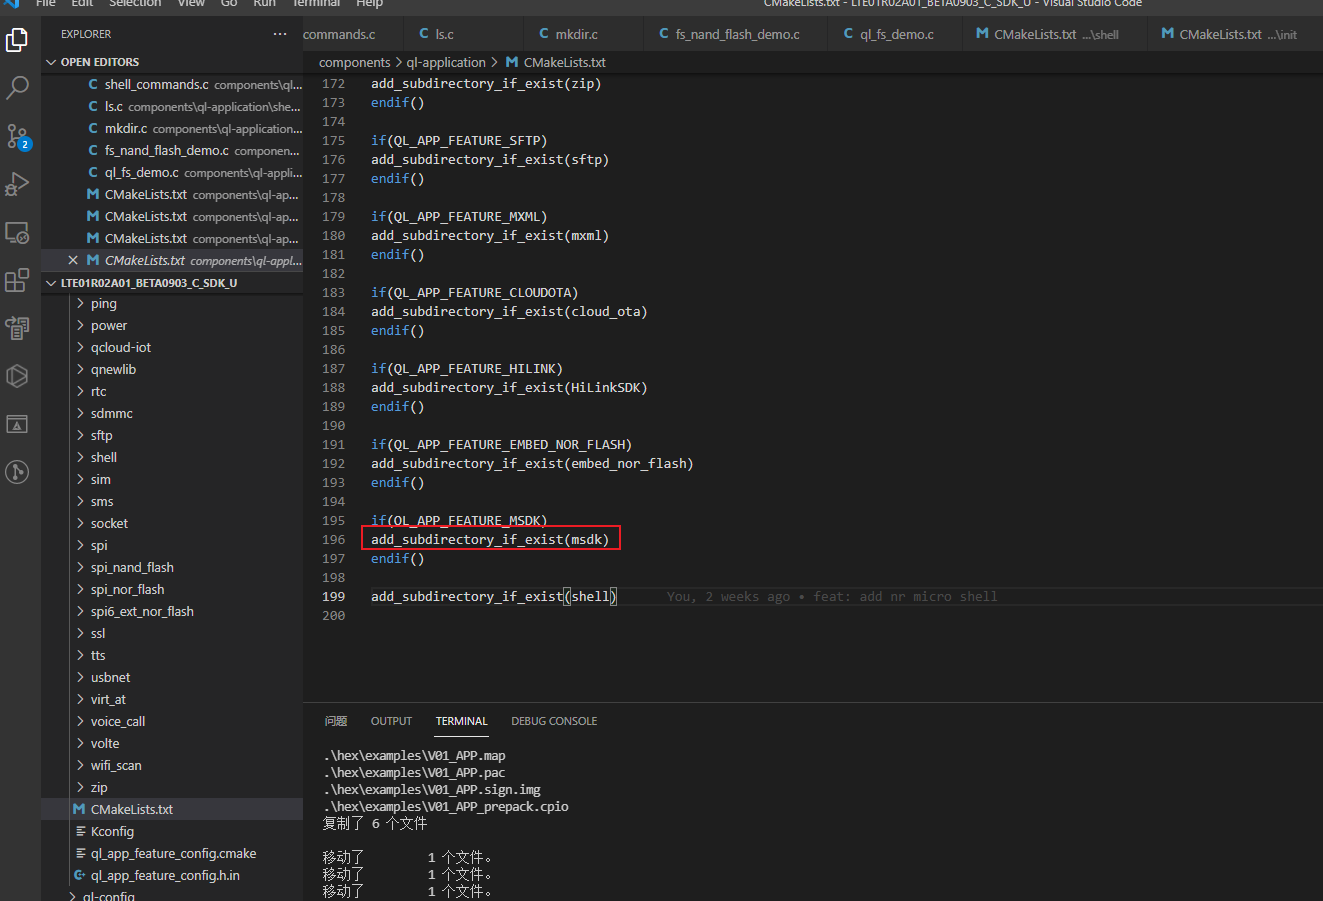 File Edit Selection View Go Run Terminal Help
CMakeLists.txt - LTE01R02A01_BETA0903_C_SDK_U - Visual Studio Code
EXPLORER ...
commands.c
C ls.c
C mkdir.c
C fs_nand_flash_demo.c
C ql_fs_demo.c
M CMakeLists.txt ...\shell
M CMakeLists.txt ...\init
OPEN EDITORS
C shell_commands.c components\ql...
C ls.c components\ql-application\she...
C mkdir.c components\ql-application...
C fs_nand_flash_demo.c componen...
C ql_fs_demo.c components\ql-appli...
M CMakeLists.txt components\ql-ap...
M CMakeLists.txt components\ql-ap...
M CMakeLists.txt components\ql-ap...
M CMakeLists.txt components\ql-appl...
2
LTE01R02A01_BETA0903_C_SDK_U
ping
power
qcloud-iot
qnewlib
rtc
sdmmc
sftp
shell
sim
sms
socket
spi
spi_nand_flash
spi_nor_flash
spi6_ext_nor_flash
ssl
tts
usbnet
virt_at
voice_call
volte
wifi_scan
zip
M CMakeLists.txt
Kconfig
ql_app_feature_config.cmake
ql_app_feature_config.h.in
ql-config
components > ql-application > M CMakeLists.txt
172 add_subdirectory_if_exist(zip)
173 endif()
174
175 if(QL_APP_FEATURE_SFTP)
176 add_subdirectory_if_exist(sftp)
177 endif()
178
179 if(QL_APP_FEATURE_MXML)
180 add_subdirectory_if_exist(mxml)
181 endif()
182
183 if(QL_APP_FEATURE_CLOUDOTA)
184 add_subdirectory_if_exist(cloud_ota)
185 endif()
186
187 if(QL_APP_FEATURE_HILINK)
188 add_subdirectory_if_exist(HiLinkSDK)
189 endif()
190
191 if(QL_APP_FEATURE_EMBED_NOR_FLASH)
192 add_subdirectory_if_exist(embed_nor_flash)
193 endif()
194
195 if(QL_APP_FEATURE_MSDK)
196 add_subdirectory_if_exist(msdk)
197 endif()
198
199 add_subdirectory_if_exist(shell) You, 2 weeks ago • feat: add nr micro shell
200
问题 OUTPUT TERMINAL DEBUG CONSOLE
.\hex\examples\V01_APP.map
.\hex\examples\V01_APP.pac
.\hex\examples\V01_APP.sign.img
.\hex\examples\V01_APP_prepack.cpio
复制了 6 个文件
移动了 1 个文件。
移动了 1 个文件。
移动了 1 个文件。